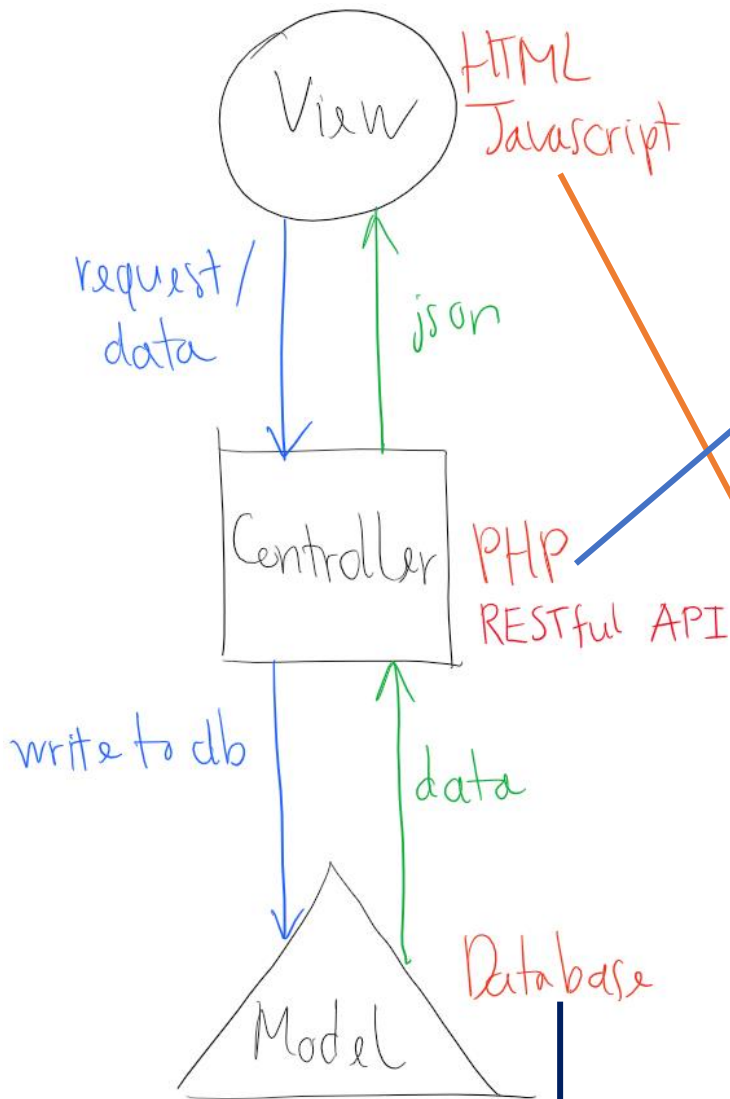 View
HTML
Javascript
request/
data
json
Controller
PHP
RESTful API
write to db
data
Model
Database